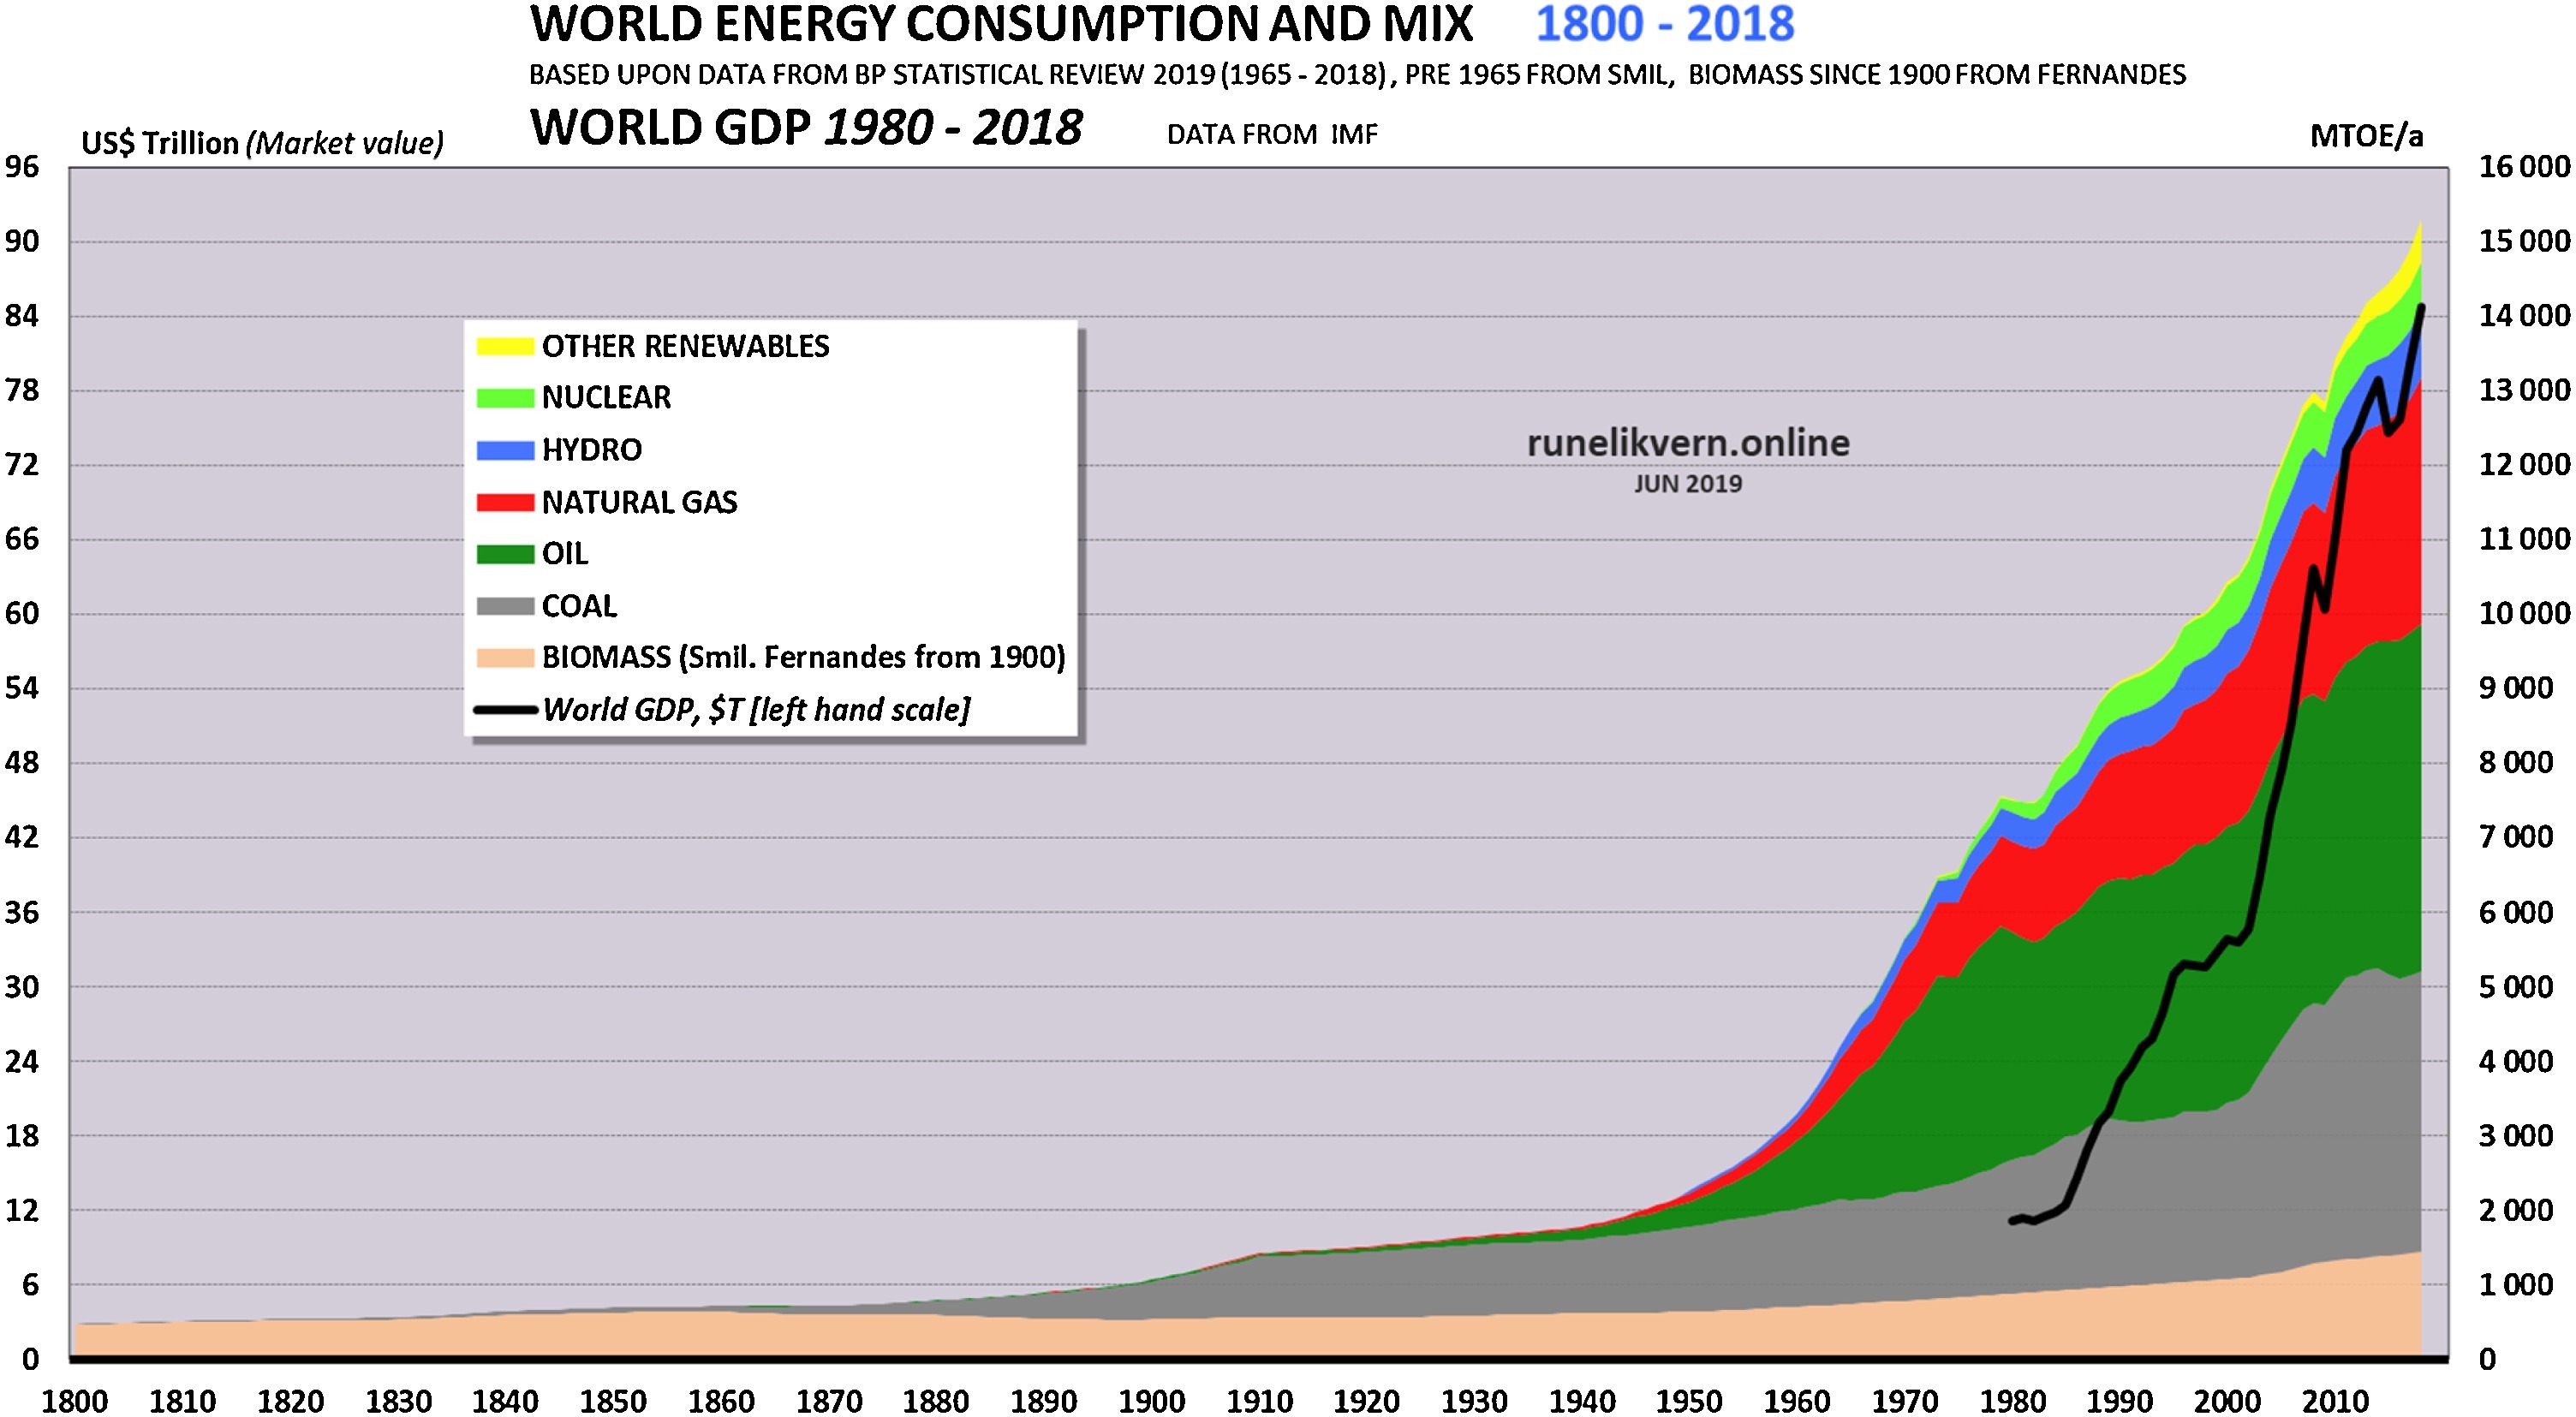 WORLD ENERGY CONSUMPTION AND MIX 1800 - 2018
BASED UPON DATA FROM BP STATISTICAL REVIEW 2019 (1965 - 2018) , PRE 1965 FROM SMIL, BIOMASS SINCE 1900 FROM FERNANDES
WORLD GDP 1980 - 2018 DATA FROM IMF
US$ Trillion (Market value)
MTOE/a
96
90
84
78
72
66
60
54
48
42
36
30
24
18
12
6
0
OTHER RENEWABLES
NUCLEAR
HYDRO
NATURAL GAS
OIL
COAL
BIOMASS (Smil. Fernandes from 1900)
World GDP, $T [left hand scale]
runelikvern.online
JUN 2019
16 000
15 000
14 000
13 000
12 000
11 000
10 000
9 000
8 000
7 000
6 000
5 000
4 000
3 000
2 000
1 000
0
1800 1810 1820 1830 1840 1850 1860 1870 1880 1890 1900 1910 1920 1930 1940 1950 1960 1970 1980 1990 2000 2010